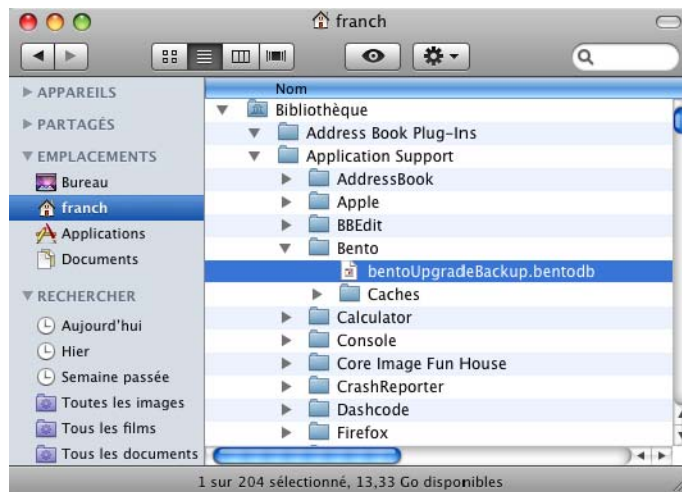 franch
Nom
APPAREILS
PARTAGÉS
EMPLACEMENTS
Bureau
franch
Applications
Documents
RECHERCHER
Aujourd'hui
Hier
Semaine passée
Toutes les images
Tous les films
Tous les documents
Bibliothèque
Address Book Plug-Ins
Application Support
AddressBook
Apple
BBEdit
Bento
bentoUpgradeBackup.bentodb
Caches
Calculator
Console
Core Image Fun House
CrashReporter
Dashcode
Firefox
1 sur 204 sélectionné, 13,33 Go disponibles